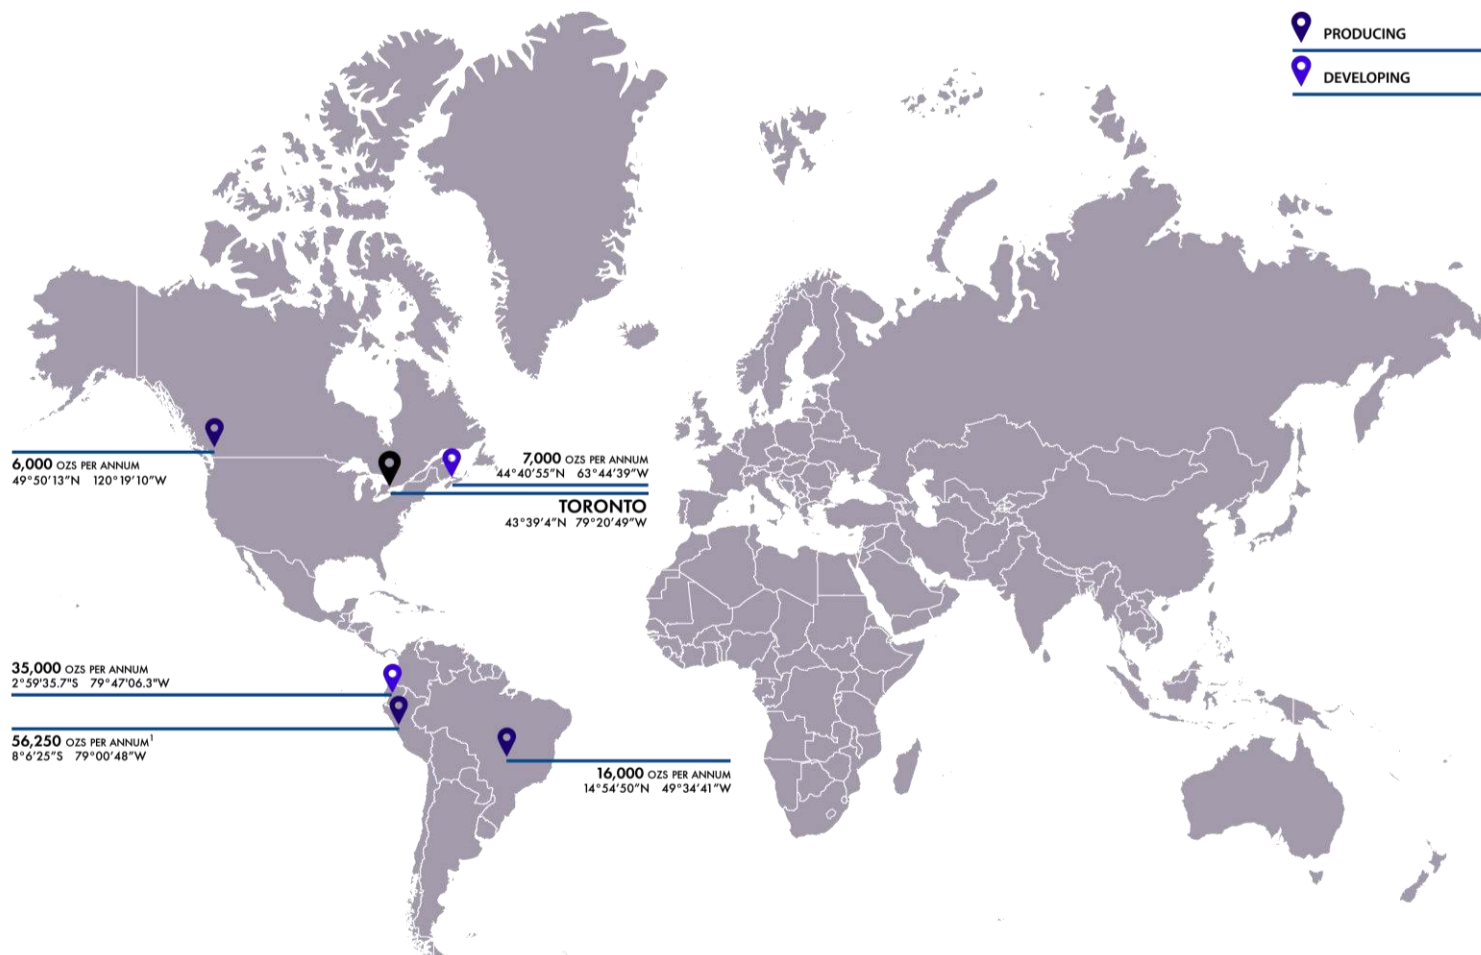 PRODUCING
DEVELOPING
6,000 OZS PER ANNUM
49°50’13”N 120°19’10”W
7,000 OZS PER ANNUM
44°40’55”N 63°44’39”W
TORONTO
43°39’4”N 79°20’49”W
35,000 OZS PER ANNUM
2°59'35.7"S 79°47'06.3"W
56,250 OZS PER ANNUM¹
8°6’25”S 79°00’48”W
16,000 OZS PER ANNUM
14°54’50”N 49°34’41”W